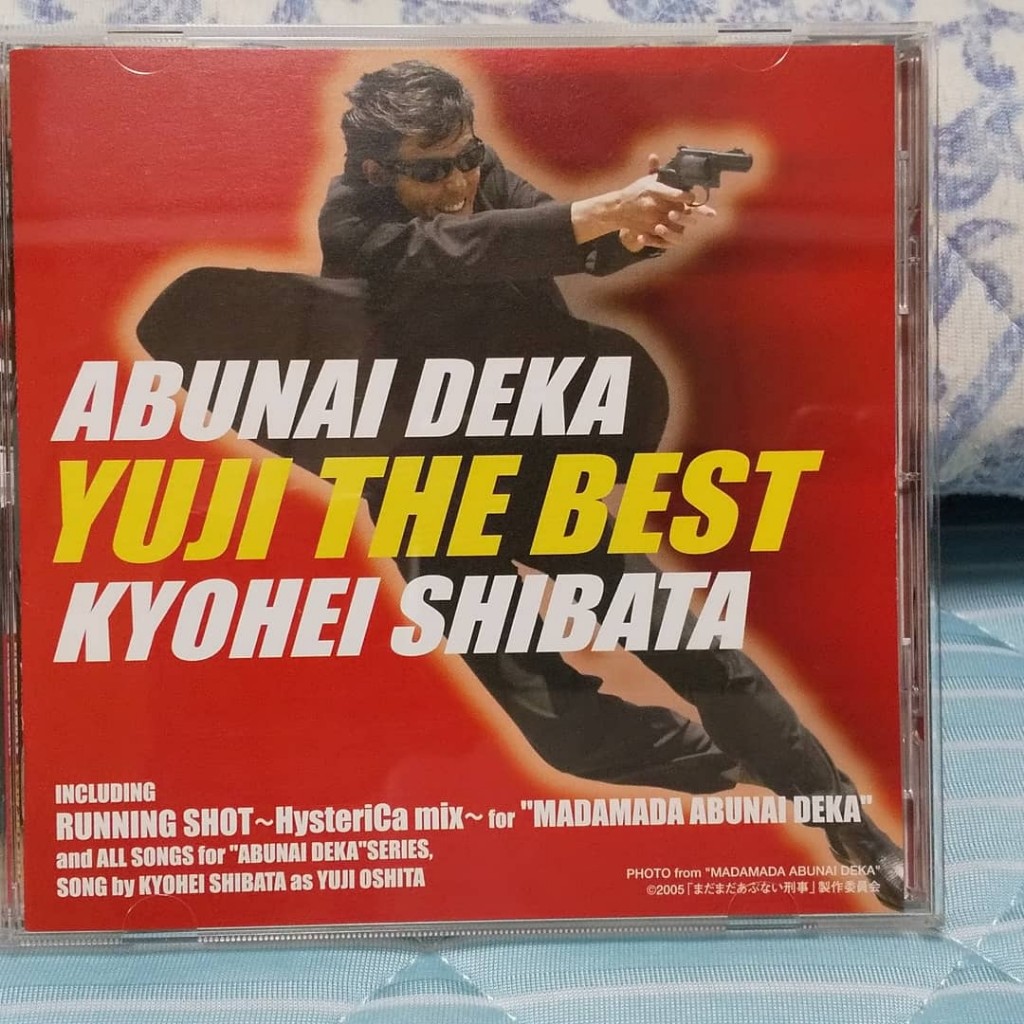 ABUNAI DEKA
YUJI THE BEST
KYOHEI SHIBATA
INCLUDING
RUNNING SHOT~HysteriCa mix~ for "MADAMADA ABUNAI DEKA"
and ALL SONGS for "ABUNAI DEKA"SERIES,
SONG by KYOHEI SHIBATA as YUJI OSHITA
PHOTO from "MADAMADA ABUNAI DEKA"
©2005「まだまだあぶない刑事」製作委員会